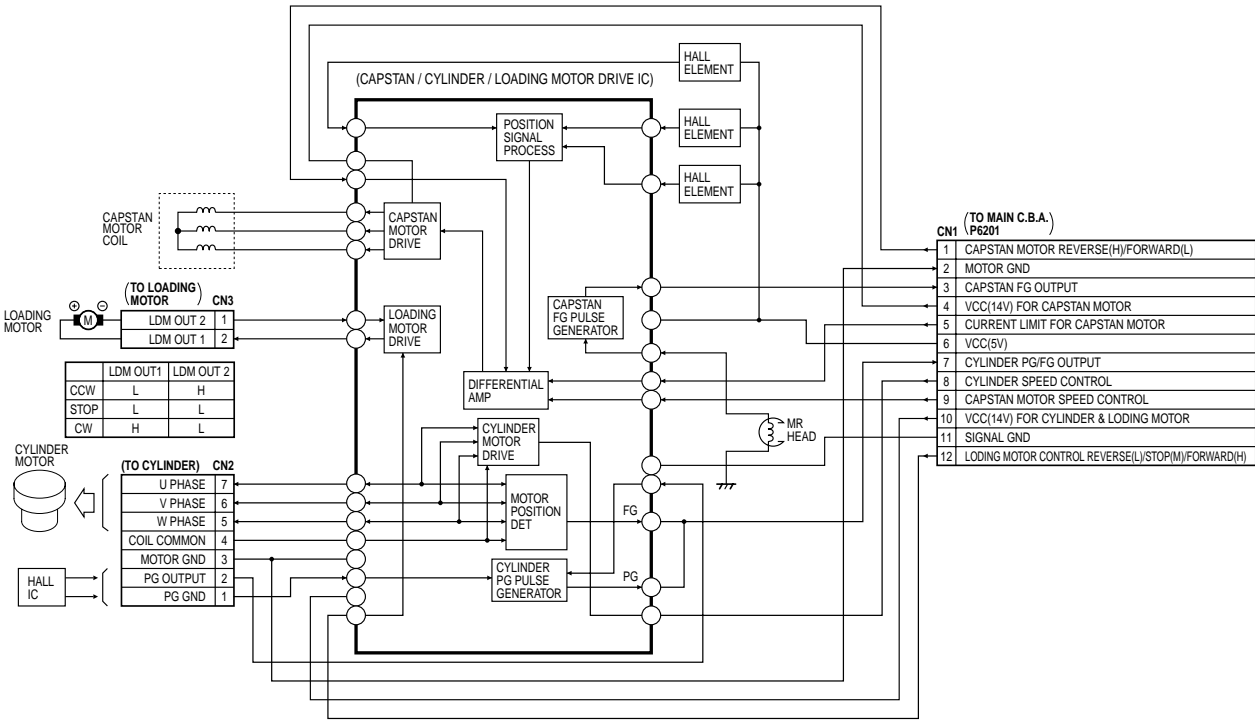 (CAPSTAN / CYLINDER / LOADING MOTOR DRIVE IC)
HALL
ELEMENT
HALL
ELEMENT
HALL
ELEMENT
POSITION
SIGNAL
PROCESS
CAPSTAN
MOTOR
COIL
CAPSTAN
MOTOR
DRIVE
(TO LOADING
MOTOR) CN3
LOADING
MOTOR
M
LDM OUT 2 1
LDM OUT 1 2
LOADING
MOTOR
DRIVE
CAPSTAN
FG PULSE
GENERATOR
LDM OUT1 LDM OUT 2
CCW L H
STOP L L
CW H L
DIFFERENTIAL
AMP
MR
HEAD
CYLINDER
MOTOR
DRIVE
CYLINDER
MOTOR
(TO CYLINDER) CN2
U PHASE 7
V PHASE 6
W PHASE 5
COIL COMMON 4
MOTOR GND 3
PG OUTPUT 2
PG GND 1
HALL
IC
MOTOR
POSITION
DET
FG
CYLINDER
PG PULSE
GENERATOR
PG
CN1 (TO MAIN C.B.A.
P6201)
1 CAPSTAN MOTOR REVERSE(H)/FORWARD(L)
2 MOTOR GND
3 CAPSTAN FG OUTPUT
4 VCC(14V) FOR CAPSTAN MOTOR
5 CURRENT LIMIT FOR CAPSTAN MOTOR
6 VCC(5V)
7 CYLINDER PG/FG OUTPUT
8 CYLINDER SPEED CONTROL
9 CAPSTAN MOTOR SPEED CONTROL
10 VCC(14V) FOR CYLINDER & LODING MOTOR
11 SIGNAL GND
12 LODING MOTOR CONTROL REVERSE(L)/STOP(M)/FORWARD(H)